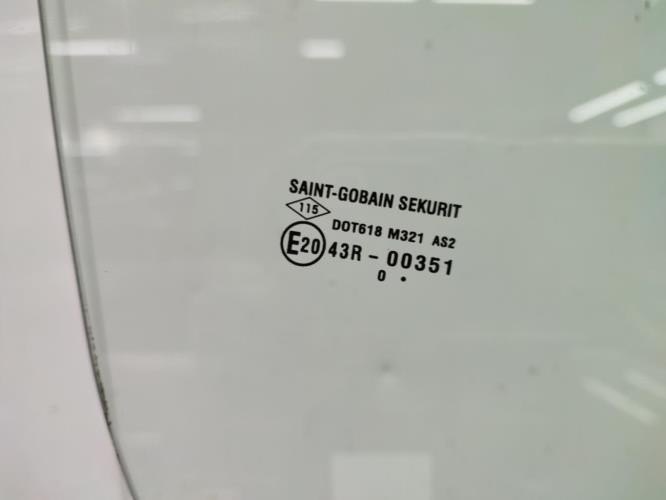 SAINT-GOBAIN SEKURIT
115
DOT618 M321 AS2
E20 43R - 00351
0 •